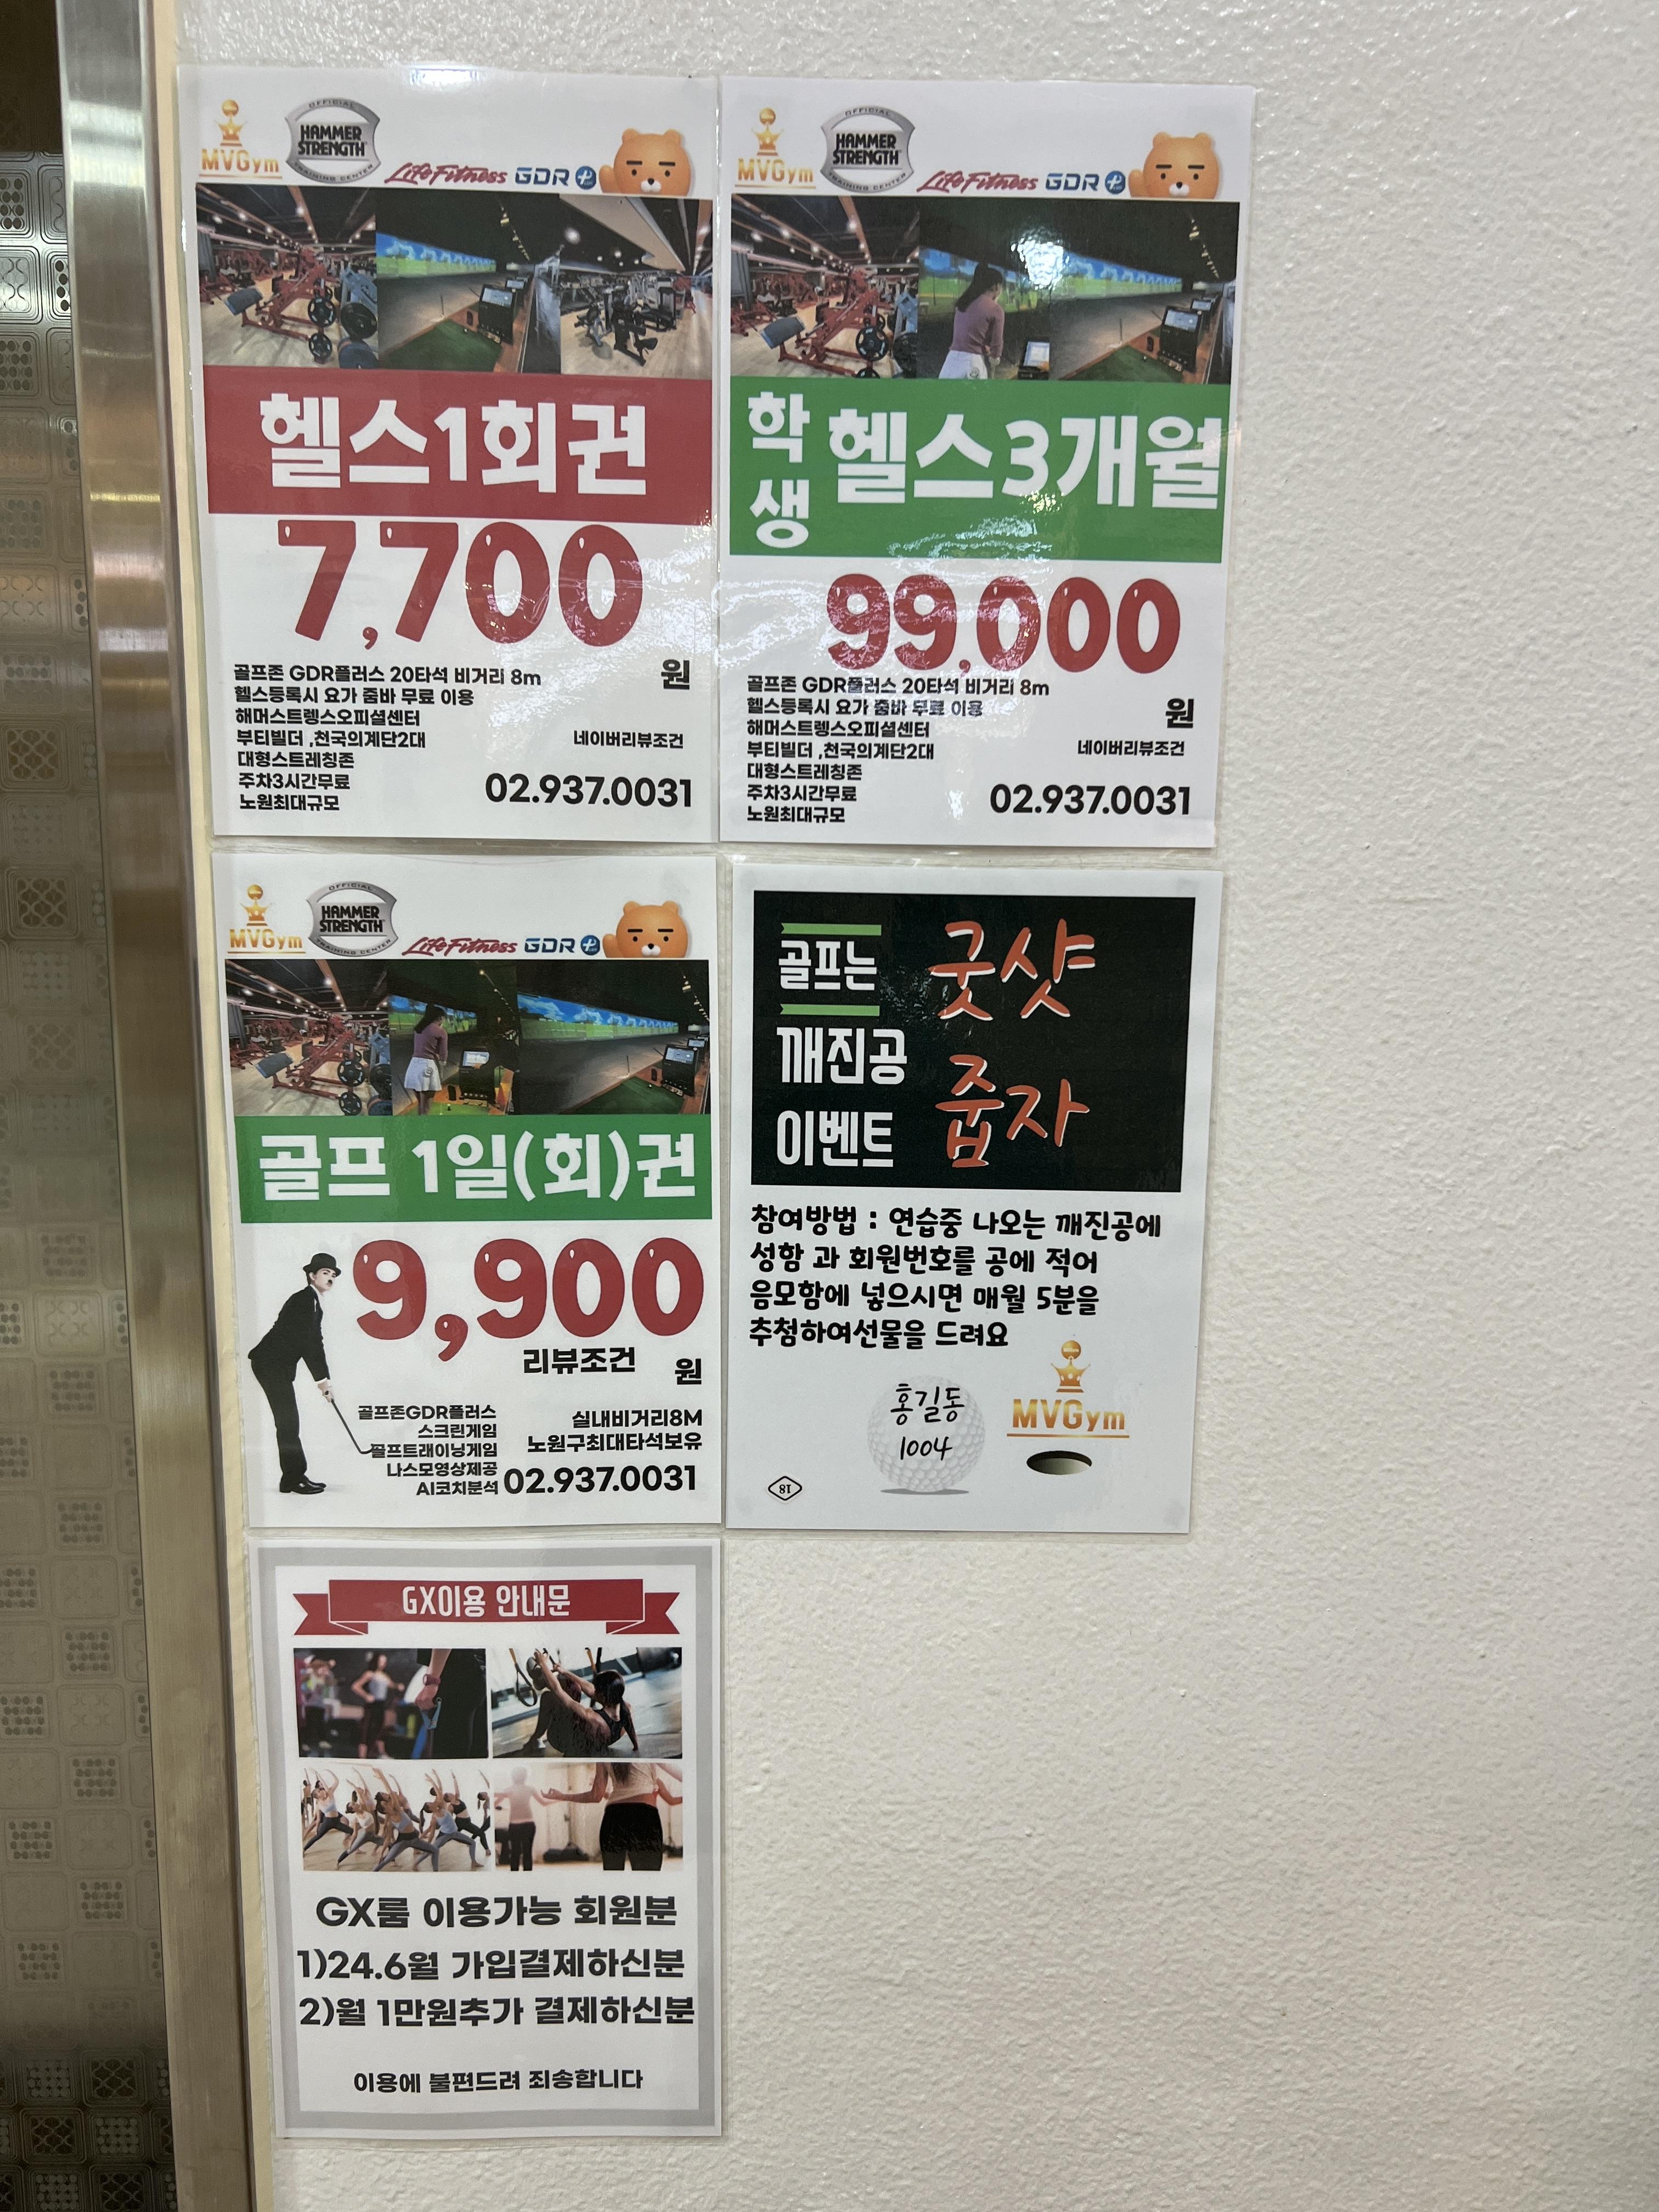 MVGym
OFFICIAL
HAMMER
STRENGTH
TRAINING CENTER
Life Fitness GDR+
헬스1회권
7,700
원
골프존 GDR플러스 20타석 비거리 8m
헬스등록시 요가 줌바 무료 이용
해머스트렝스오피셜센터
부티빌더 ,천국의계단2대
대형스트레칭존
주차3시간무료
노원최대규모
네이버리뷰조건
02.937.0031
MVGym
OFFICIAL
HAMMER
STRENGTH
TRAINING CENTER
Life Fitness GDR+
학생
헬스3개월
99,000
원
골프존 GDR플러스 20타석 비거리 8m
헬스등록시 요가 줌바 무료 이용
해머스트렝스오피셜센터
부티빌더 ,천국의계단2대
대형스트레칭존
주차3시간무료
노원최대규모
네이버리뷰조건
02.937.0031
MVGym
OFFICIAL
HAMMER
STRENGTH
TRAINING CENTER
Life Fitness GDR+
골프 1일(회)권
9,900
리뷰조건
원
골프존GDR플러스
스크린게임
골프트래이닝게임
나스모영상제공
AI코치분석
실내비거리8M
노원구최대타석보유
02.937.0031
골프는 굿샷
깨진공 줍자
이벤트
참여방법 : 연습중 나오는 깨진공에
성함 과 회원번호를 공에 적어
응모함에 넣으시면 매월 5분을
추첨하여선물을 드려요
홍길동
1004
MVGym
18
GX이용 안내문
GX룸 이용가능 회원분
1)24.6월 가입결제하신분
2)월 1만원추가 결제하신분
이용에 불편드려 죄송합니다